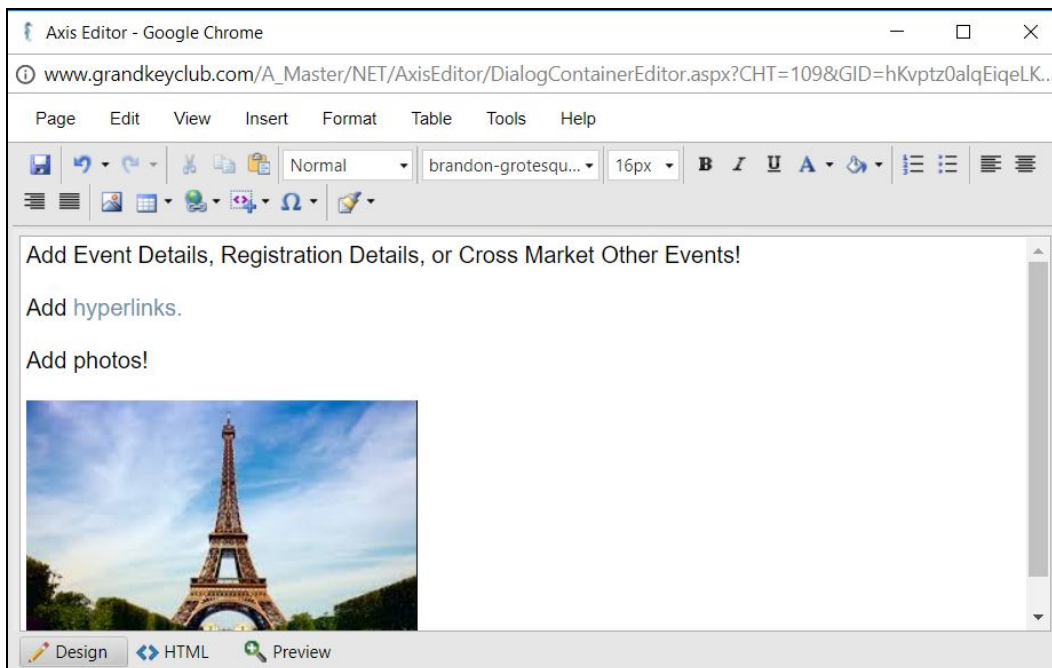 Axis Editor - Google Chrome
www.grandkeyclub.com/A_Master/NET/AxisEditor/DialogContainerEditor.aspx?CHT=109&GID=hKvptz0alqEiqeLK...
Page Edit View Insert Format Table Tools Help
Normal brandon-grotesqu... 16px B I U A
Ω
Add Event Details, Registration Details, or Cross Market Other Events!
Add hyperlinks.
Add photos!
Design HTML Preview